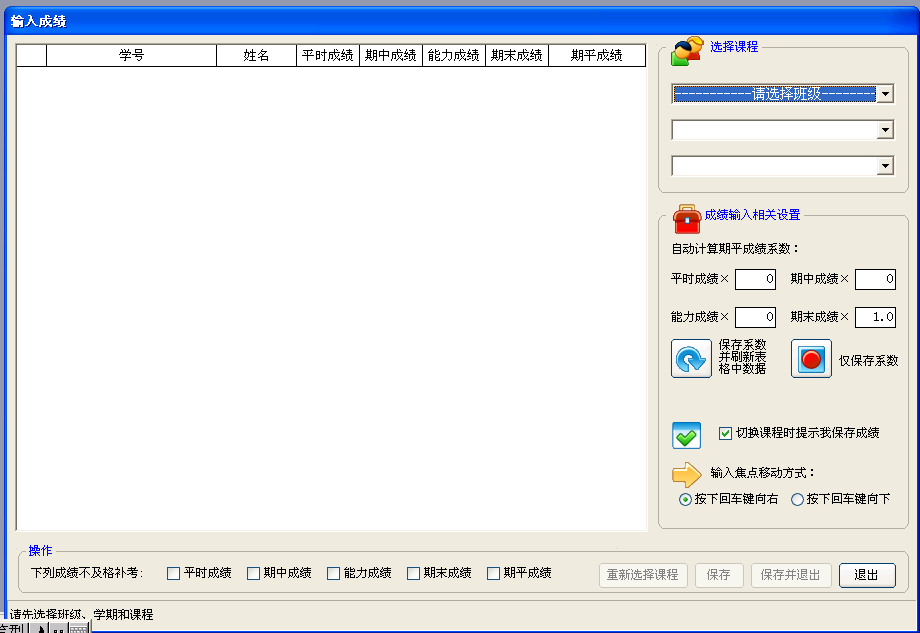 输入成绩
学号 姓名 平时成绩 期中成绩 能力成绩 期末成绩 期平成绩
选择课程
-----------请选择班级--------
成绩输入相关设置
自动计算期平成绩系数：
平时成绩× 0 期中成绩× 0
能力成绩× 0 期末成绩× 1.0
保存系数
并刷新表
格中数据
仅保存系数
切换课程时提示我保存成绩
输入焦点移动方式：
按下回车键向右 按下回车键向下
操作
下列成绩不及格补考: 平时成绩 期中成绩 能力成绩 期末成绩 期平成绩 重新选择课程 保存 保存并退出 退出
请先选择班级、学期和课程